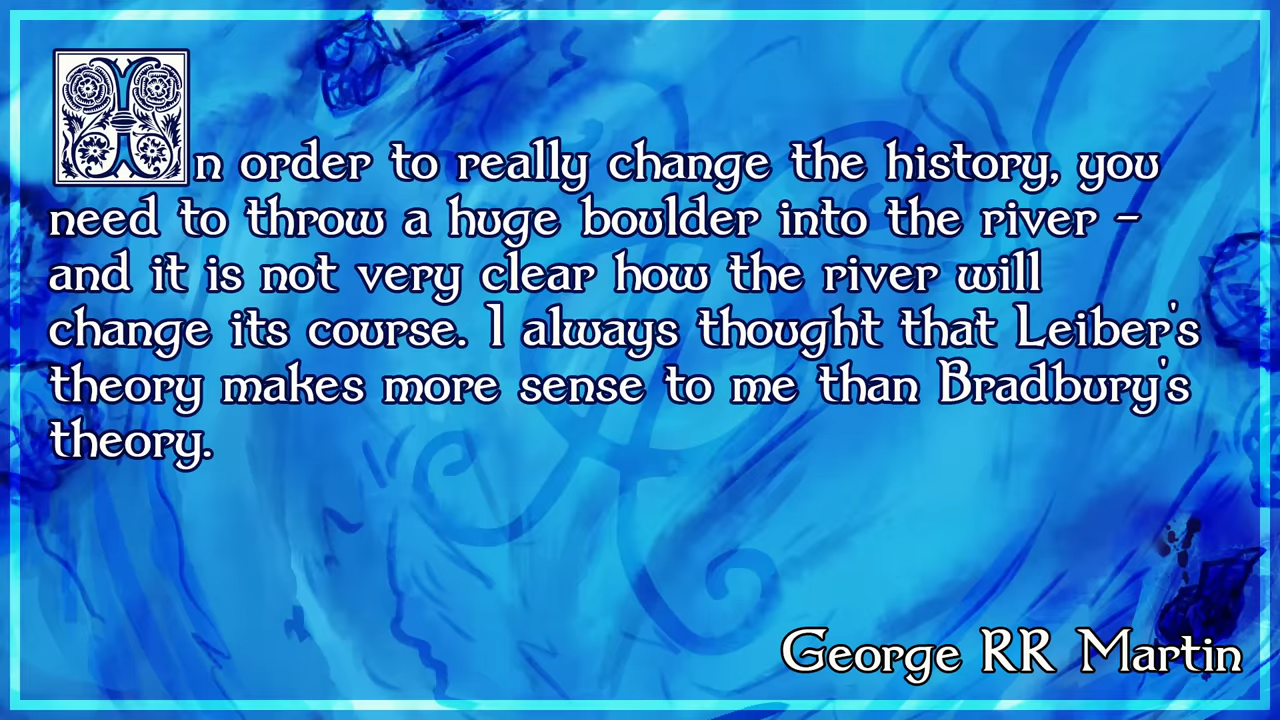 In order to really change the history, you
need to throw a huge boulder into the river -
and it is not very clear how the river will
change its course. I always thought that Leiber's
theory makes more sense to me than Bradbury's
theory.
George RR Martin